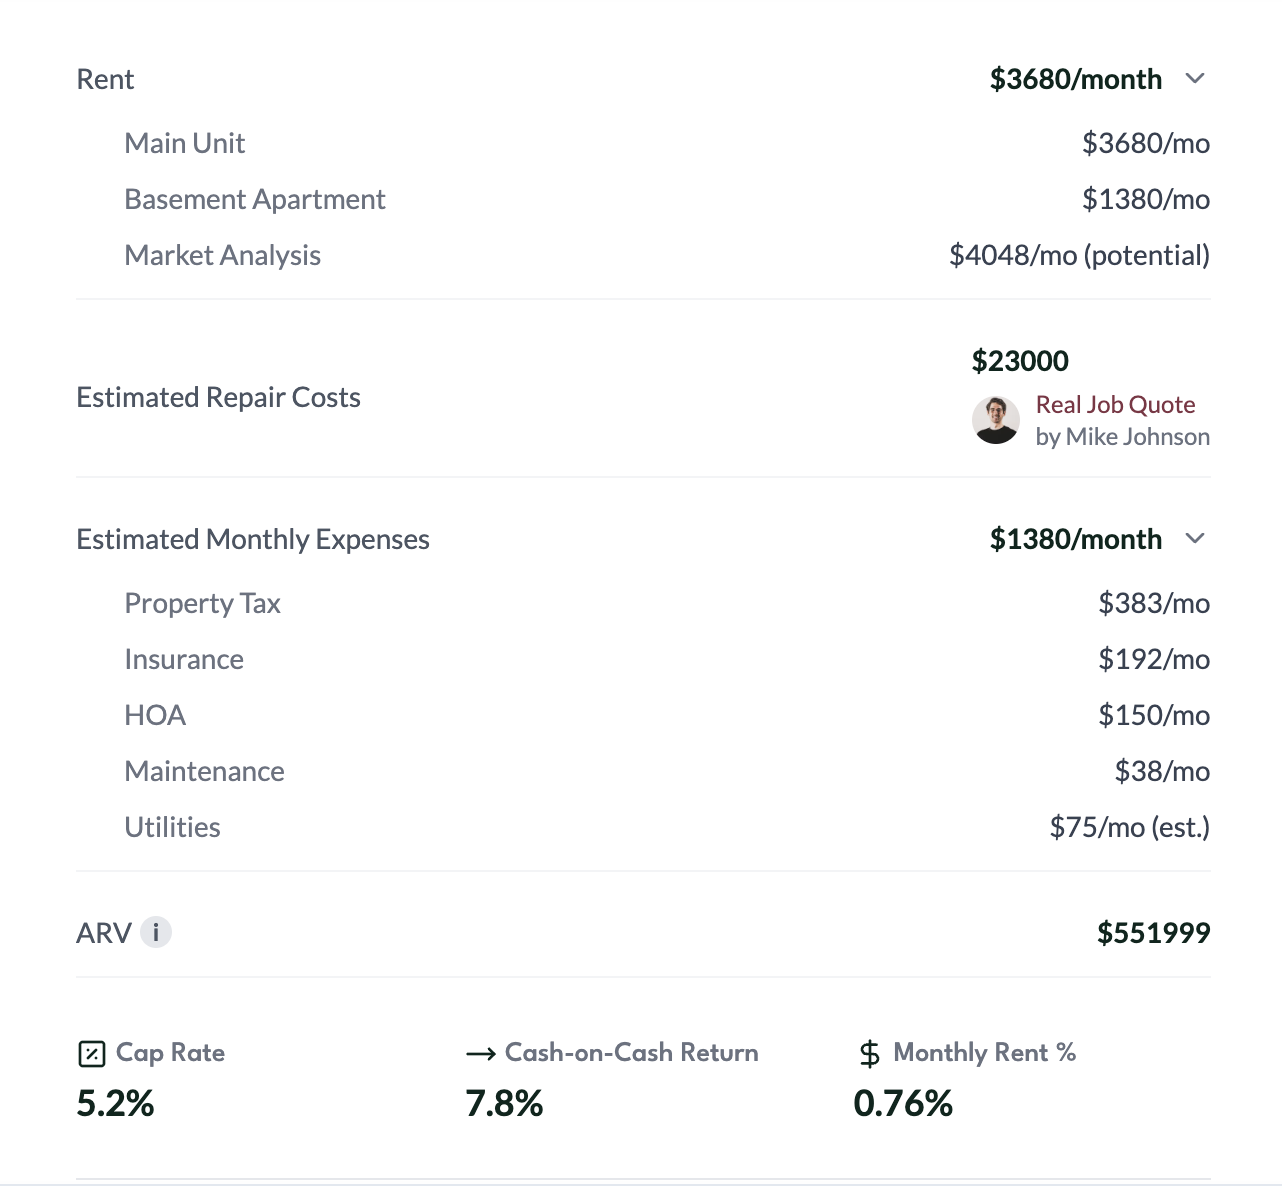 Rent $3680/month
Main Unit $3680/mo
Basement Apartment $1380/mo
Market Analysis $4048/mo (potential)
Estimated Repair Costs $23000
Real Job Quote
by Mike Johnson
Estimated Monthly Expenses $1380/month
Property Tax $383/mo
Insurance $192/mo
HOA $150/mo
Maintenance $38/mo
Utilities $75/mo (est.)
ARV i $551999
Cap Rate Cash-on-Cash Return $ Monthly Rent %
5.2% 7.8% 0.76%